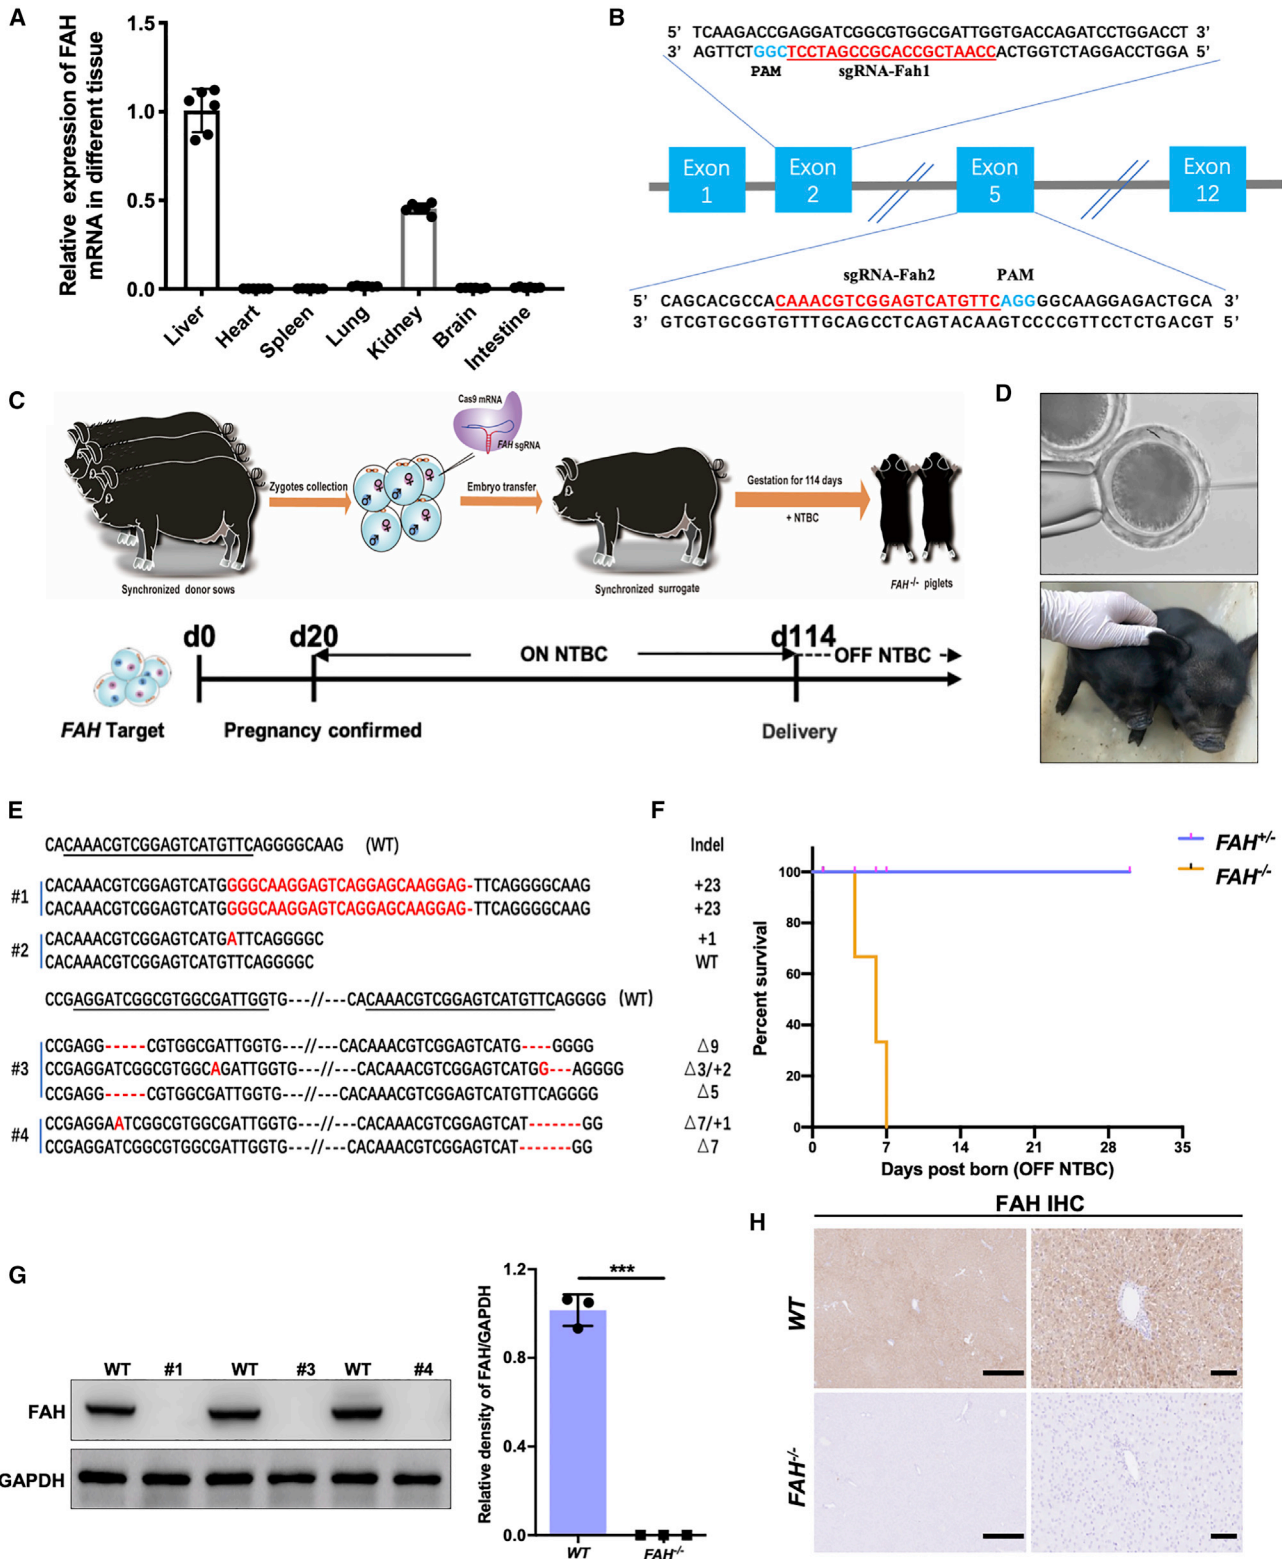 A
Relative expression of FAH
mRNA in different tissue
1.5
1.0
0.5
0.0
Liver
Heart
Spleen
Lung
Kidney
Brain
Intestine
B
5' TCAAGACCGAGGATCGGCGTGGCGATTGGTGACCAGATCCTGGACCT 3'
3' AGTTCTGGCTCCTAGCCGCACCGCTAACCACTGGTCTAGGACCTGGA 5'
PAM sgRNA-Fah1
Exon 1
Exon 2
Exon 5
Exon 12
sgRNA-Fah2 PAM
5' CAGCACGCCACAAACGTCGGAGTCATGTTCAGGGGCAAGGAGACTGCA 3'
3' GTCGTGCGGTGTTTGCAGCCTCAGTACAAGTCCCCGTTCCTCTGACGT 5'
C
Cas9 mRNA
FAH sgRNA
Zygotes collection
Embryo transfer
Gestation for 114 days
+ NTBC
Synchronized donor sows
Synchronized surrogate
FAH-/- piglets
d0 d20 d114
ON NTBC
OFF NTBC
FAH Target
Pregnancy confirmed
Delivery
D
E
Indel
CACAAACGTCGGAGTCATGTTCAGGGGCAAG (WT)
#1
CACAAACGTCGGAGTCATGGGGCAAGGAGTCAGGAGCAAGGAG-TTCAGGGGCAAG +23
CACAAACGTCGGAGTCATGGGGCAAGGAGTCAGGAGCAAGGAG-TTCAGGGGCAAG +23
#2
CACAAACGTCGGAGTCATGATTCAGGGGC +1
CACAAACGTCGGAGTCATGTTCAGGGGC WT
CCGAGGATCGGCGTGGCGATTGGTG---//---CACAAACGTCGGAGTCATGTTCAGGGG (WT)
#3
CCGAGG-----CGTGGCGATTGGTG---//---CACAAACGTCGGAGTCATG----GGGG Δ9
CCGAGGATCGGCGTGGCAGATTGGTG---//---CACAAACGTCGGAGTCATGG---AGGGG Δ3/+2
CCGAGG-----CGTGGCGATTGGTG---//---CACAAACGTCGGAGTCATGTTCAGGGG Δ5
#4
CCGAGGAATCGGCGTGGCGATTGGTG---//---CACAAACGTCGGAGTCAT-------GG Δ7/+1
CCGAGGATCGGCGTGGCGATTGGTG---//---CACAAACGTCGGAGTCAT-------GG Δ7
F
FAH+/-
FAH-/-
Percent survival
100
80
60
40
20
0
0 7 14 21 28 35
Days post born (OFF NTBC)
G
WT #1 WT #3 WT #4
FAH
GAPDH
Relative density of FAH/GAPDH
1.2
0.8
0.4
0.0
***
WT FAH-/-
H
FAH IHC
WT
FAH-/-